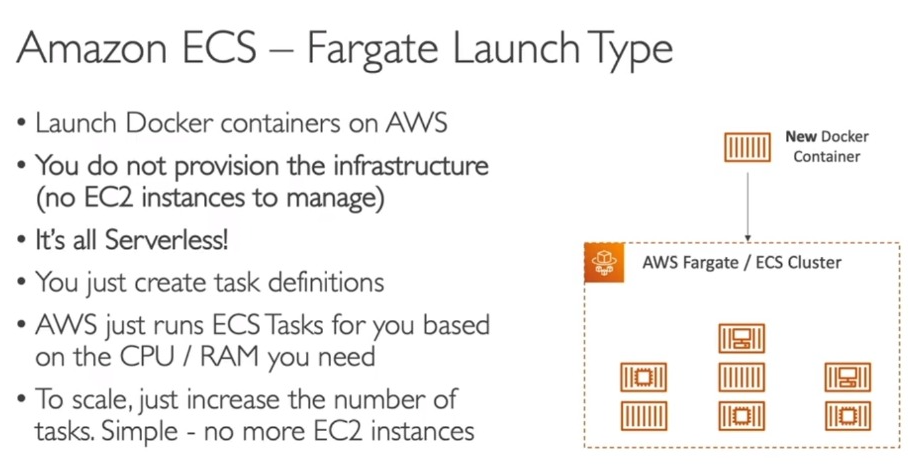 Amazon ECS – Fargate Launch Type
• Launch Docker containers on AWS
• You do not provision the infrastructure
(no EC2 instances to manage)
• It's all Serverless!
• You just create task definitions
• AWS just runs ECS Tasks for you based
on the CPU / RAM you need
• To scale, just increase the number of
tasks. Simple - no more EC2 instances
New Docker
Container
AWS Fargate / ECS Cluster